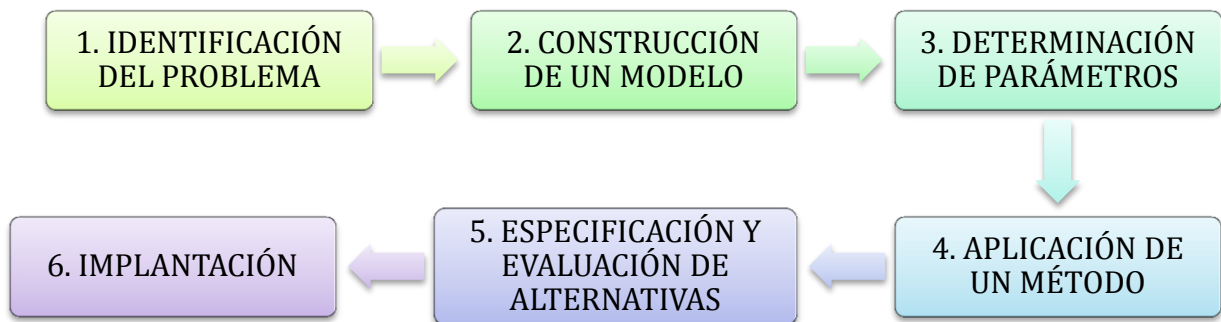 1. IDENTIFICACIÓN
DEL PROBLEMA
2. CONSTRUCCIÓN
DE UN MODELO
3. DETERMINACIÓN
DE PARÁMETROS
4. APLICACIÓN DE
UN MÉTODO
5. ESPECIFICACIÓN Y
EVALUACIÓN DE
ALTERNATIVAS
6. IMPLANTACIÓN